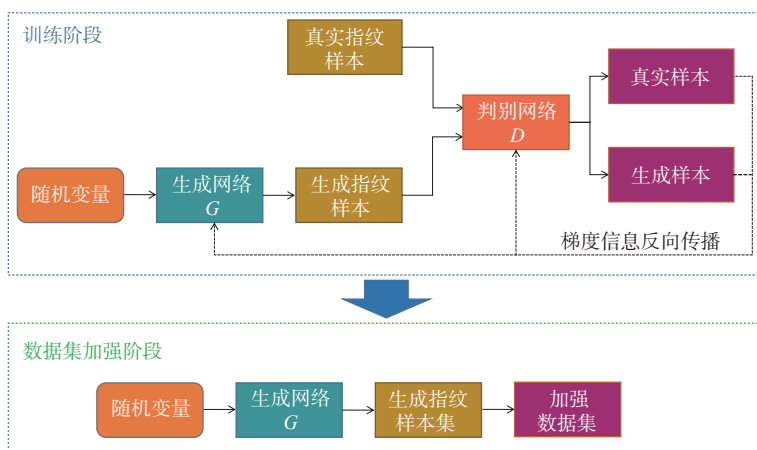 训练阶段
真实指纹
样本
判别网络
D
真实样本
生成样本
随机变量
生成网络
G
生成指纹
样本
梯度信息反向传播
数据集加强阶段
随机变量
生成网络
G
生成指纹
样本集
加强
数据集